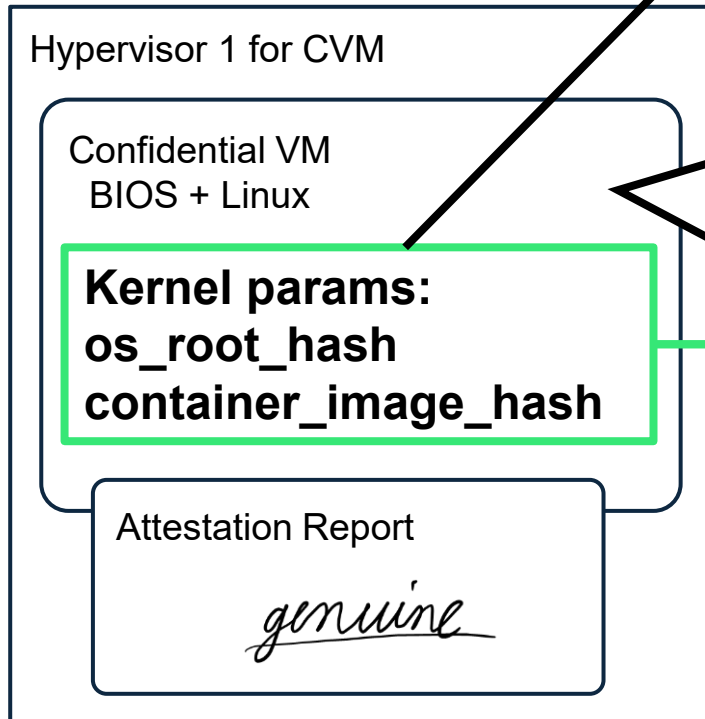 Hypervisor 1 for CVM
Confidential VM
BIOS + Linux
Kernel params:
os_root_hash
container_image_hash
Attestation Report
genuine